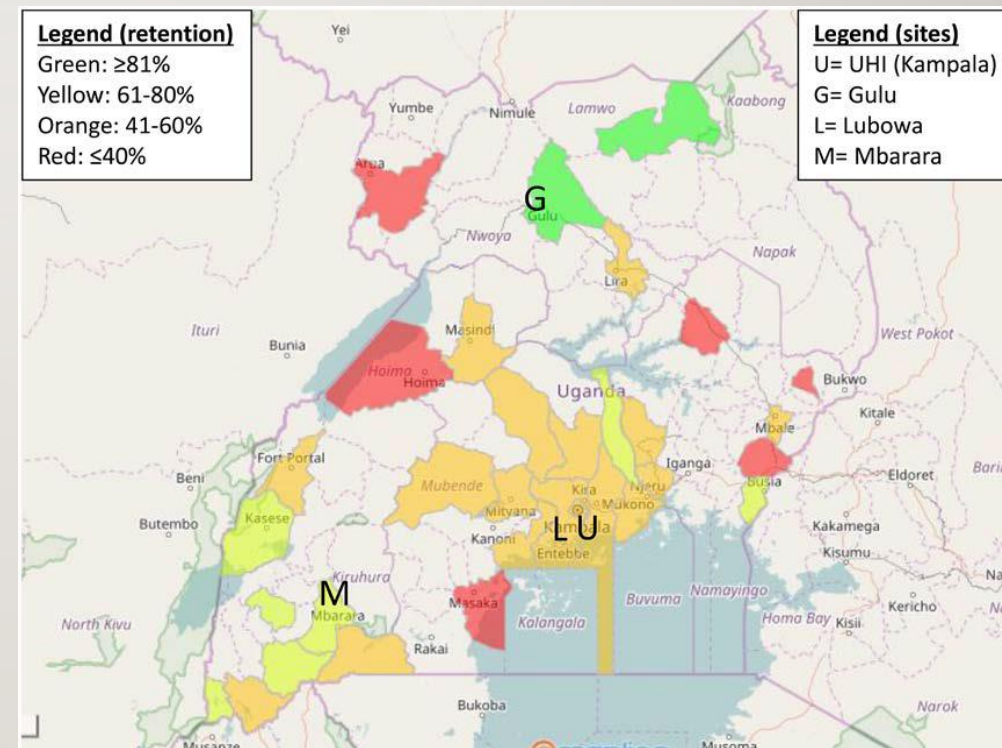 Legend (retention)
Green: ≥81%
Yellow: 61-80%
Orange: 41-60%
Red: ≤40%
Legend (sites)
U= UHI (Kampala)
G= Gulu
L= Lubowa
M= Mbarara
Yei
Yumbe
Nimule
Lamwo
Kaabong
Arua
G
Gulu
Nwoya
Napak
Lira
Ituri
Bunia
Masindi
West Pokot
Hoima
Hoima
Uganda
Bukwo
Kitale
Mbale
Fort Portal
Iganga
Beni
Mubende
Kira
Njeru
Busia
Eldoret
Mityana
Mukono
Kasese
Butembo
Kanoni
Kampala
L U
Kakamega
Entebbe
Kisumu
Kiruhura
M
Mbarara
Masaka
Kalangala
Buvuma
Namayingo
Homa Bay
Kericho
North Kivu
Rakai
Kisii
Bukoba
Narok
Musanze
Musoma